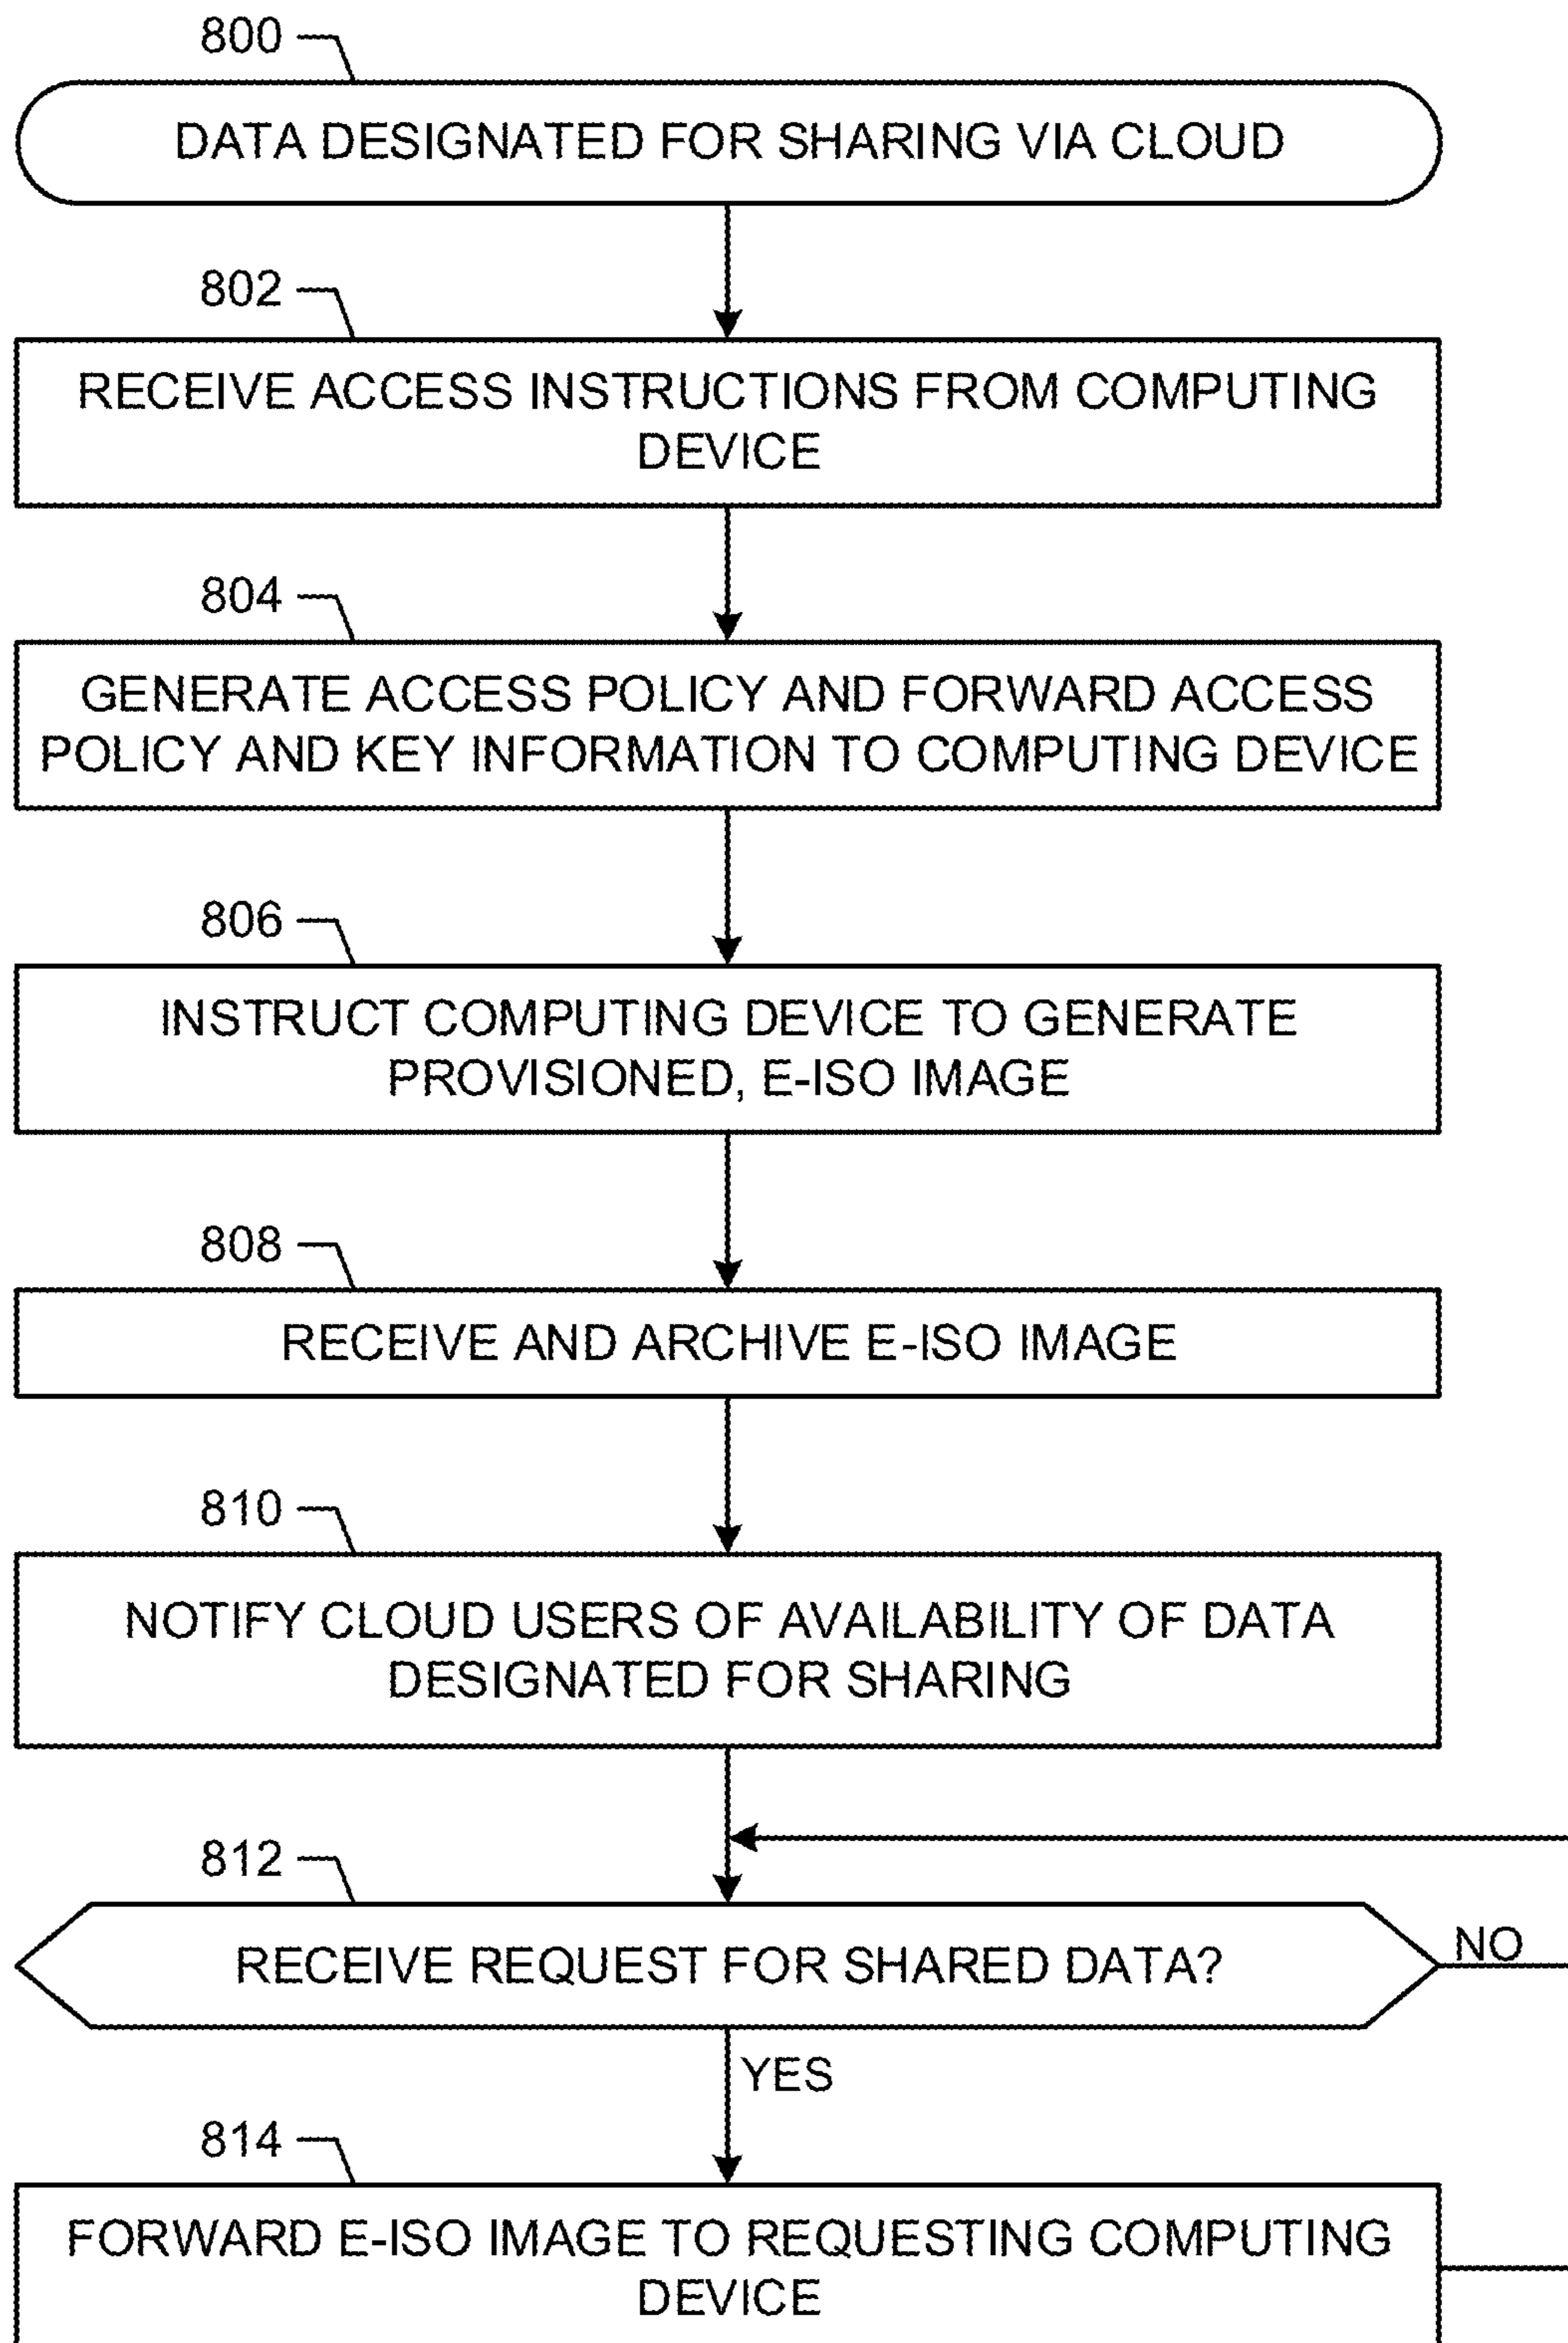 800
DATA DESIGNATED FOR SHARING VIA CLOUD
802
RECEIVE ACCESS INSTRUCTIONS FROM COMPUTING
DEVICE
804
GENERATE ACCESS POLICY AND FORWARD ACCESS
POLICY AND KEY INFORMATION TO COMPUTING DEVICE
806
INSTRUCT COMPUTING DEVICE TO GENERATE
PROVISIONED, E-ISO IMAGE
808
RECEIVE AND ARCHIVE E-ISO IMAGE
810
NOTIFY CLOUD USERS OF AVAILABILITY OF DATA
DESIGNATED FOR SHARING
812
RECEIVE REQUEST FOR SHARED DATA?
NO
YES
814
FORWARD E-ISO IMAGE TO REQUESTING COMPUTING
DEVICE